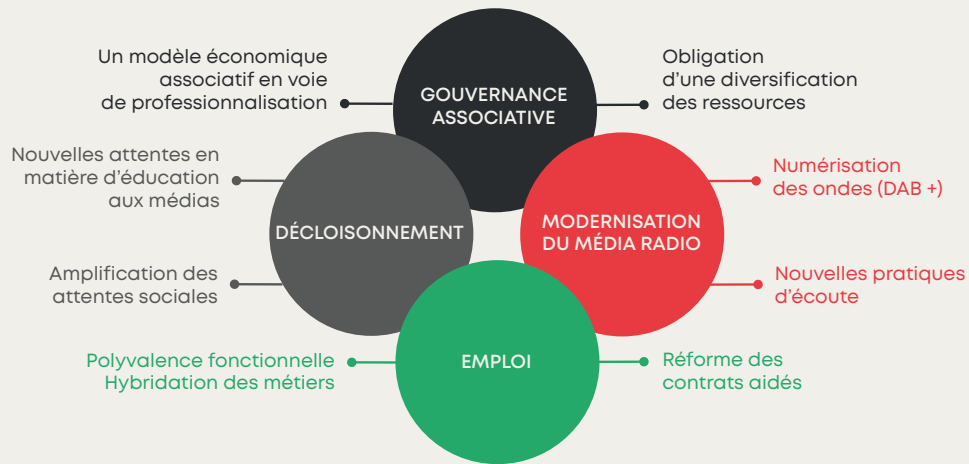 Un modèle économique
associatif en voie
de professionnalisation
GOUVERNANCE
ASSOCIATIVE
Obligation
d’une diversification
des ressources
Nouvelles attentes en
matière d’éducation
aux médias
Amplification des
attentes sociales
DÉCLOISONNEMENT
MODERNISATION
DU MÉDIA RADIO
Numérisation
des ondes (DAB +)
Nouvelles pratiques
d’écoute
Polyvalence fonctionnelle
Hybridation des métiers
EMPLOI
Réforme des
contrats aidés